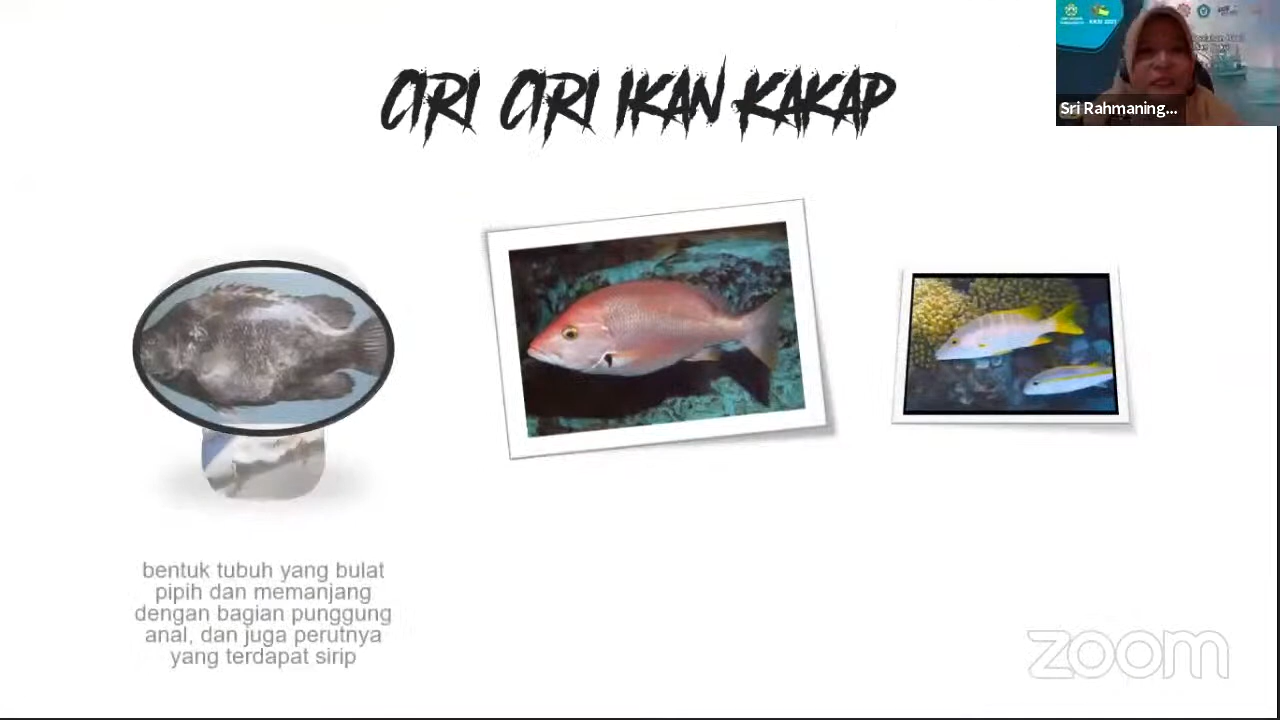 CIRI CIRI IKAN KAKAP
Sri Rahmaning...
bentuk tubuh yang bulat
pipih dan memanjang
dengan bagian punggung
anal, dan juga perutnya
yang terdapat sirip
zoom